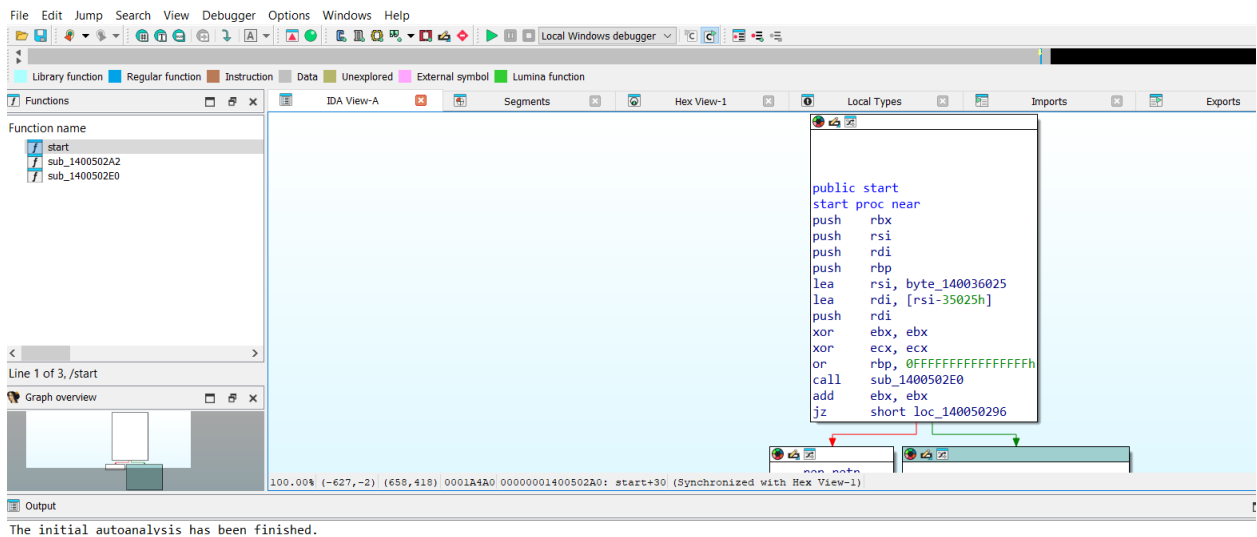 File Edit Jump Search View Debugger Options Windows Help
Local Windows debugger
Library function Regular function Instruction Data Unexplored External symbol Lumina function
Functions IDA View-A Segments Hex View-1 Local Types Imports Exports
Function name
start
sub_1400502A2
sub_1400502E0
Line 1 of 3, /start
Graph overview
public start
start proc near
push rbx
push rsi
push rdi
push rbp
lea rsi, byte_140036025
lea rdi, [rsi-35025h]
push rdi
xor ebx, ebx
xor ecx, ecx
or rbp, 0FFFFFFFFFFFFFFFFh
call sub_1400502E0
add ebx, ebx
jz short loc_140050296
100.00% (-627,-2) (658,418) 0001A4A0 00000001400502A0: start+30 (Synchronized with Hex View-1)
Output
The initial autoanalysis has been finished.